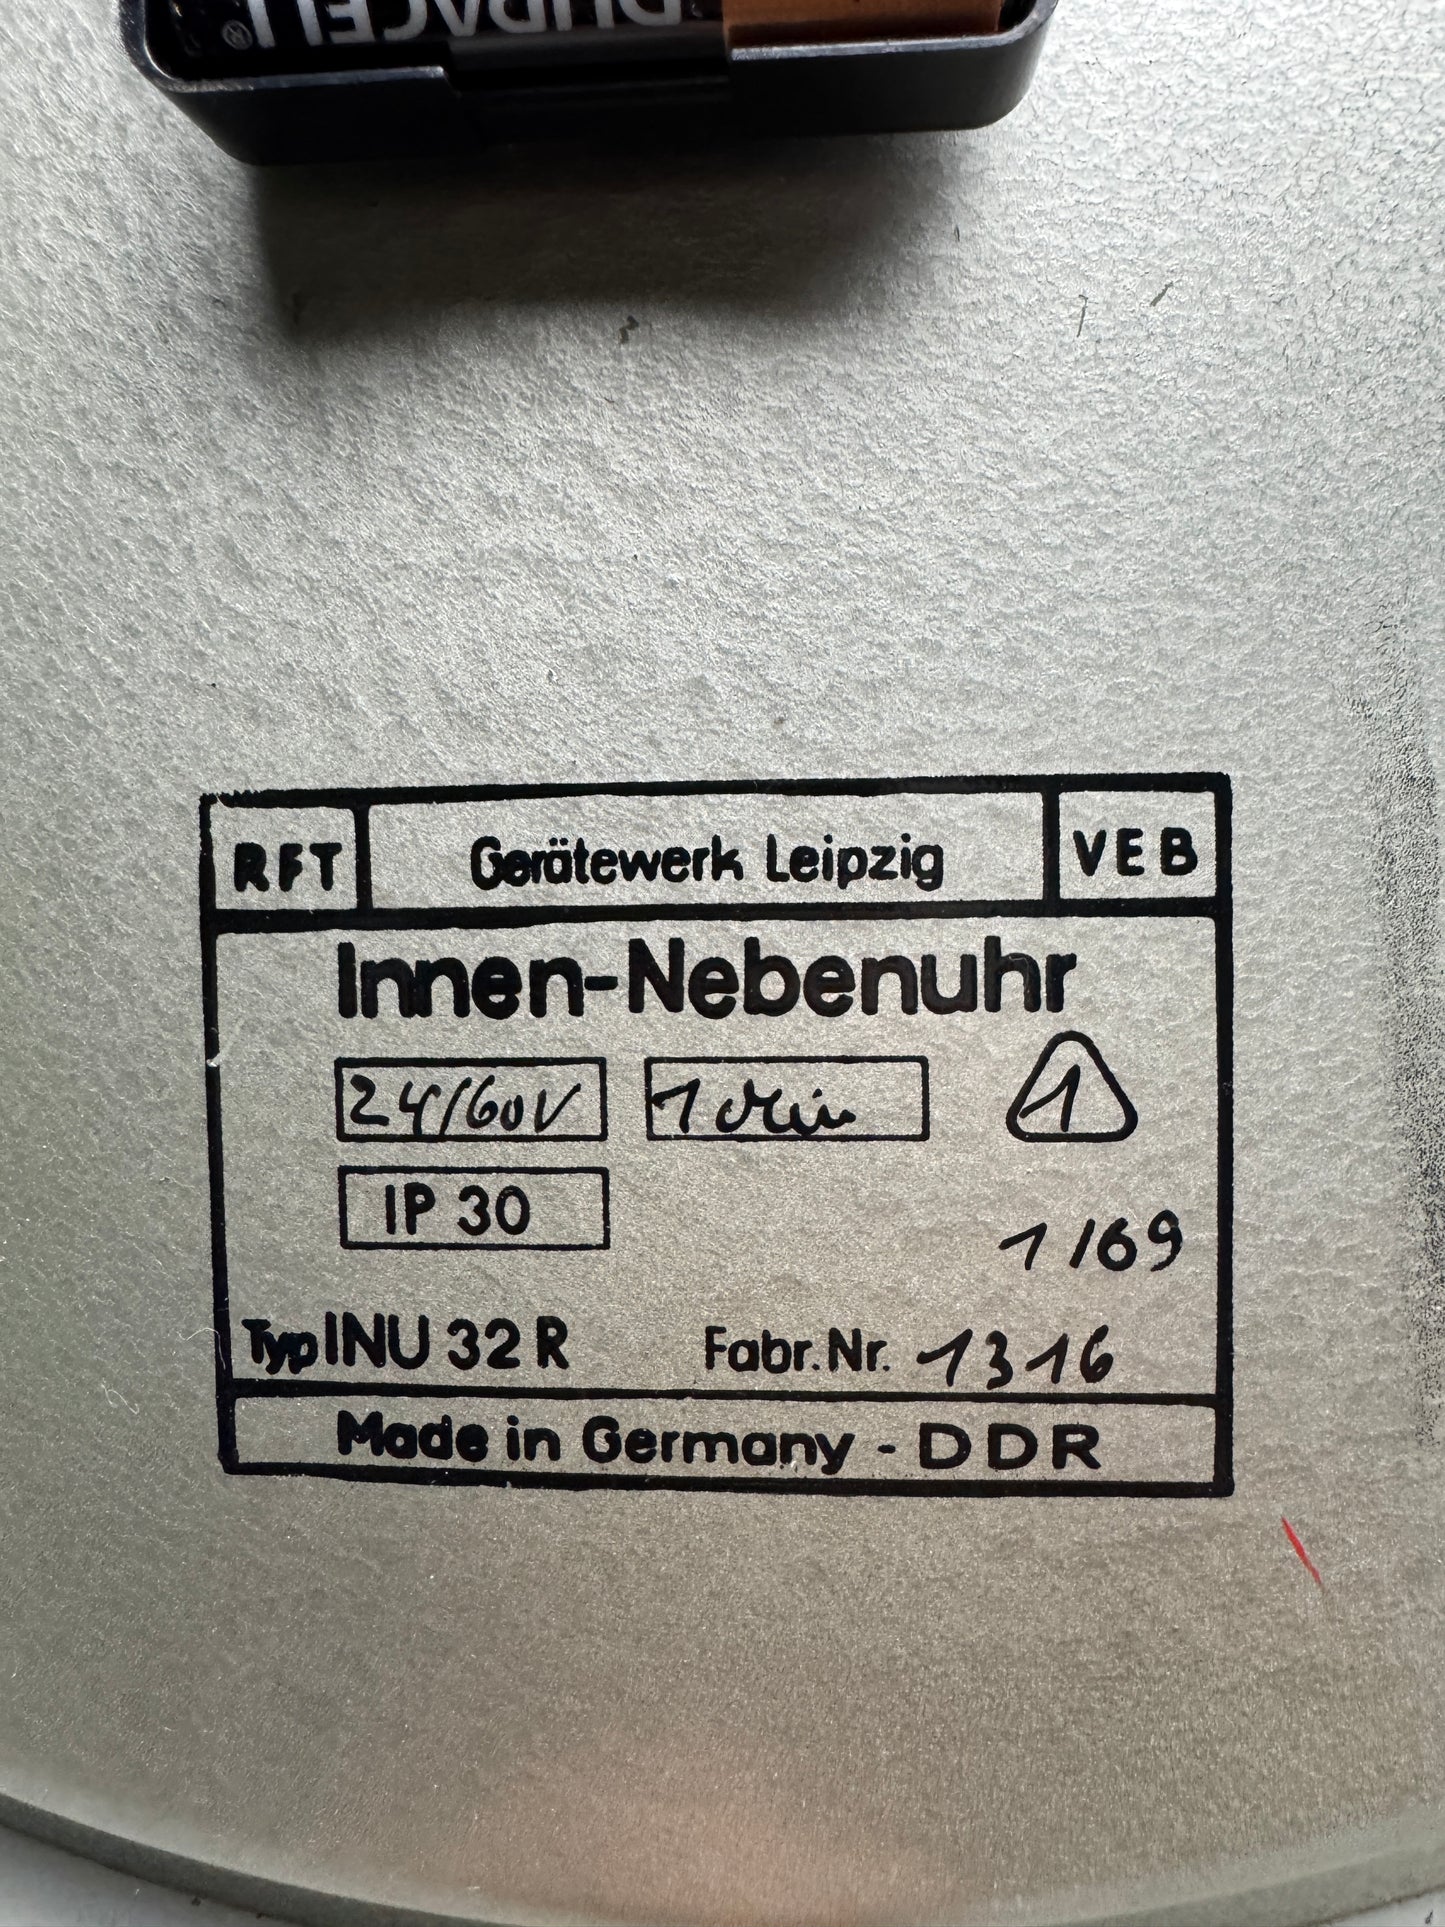 DURACELL®
RFT Gerätewerk Leipzig VEB
Innen-Nebenuhr
24/60V 1 Min 1
IP 30
1/69
Typ INU 32 R Fabr.Nr. 1316
Made in Germany - DDR